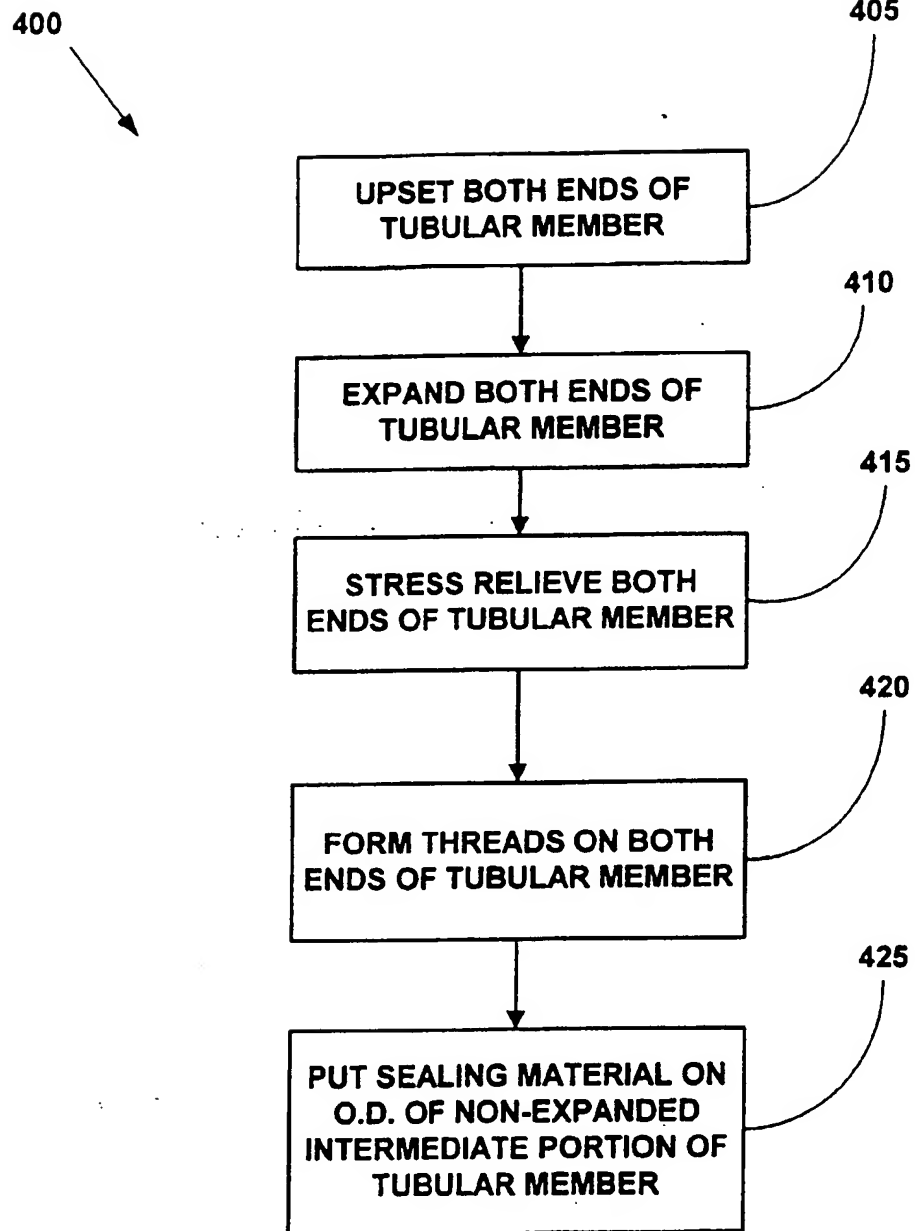 400
405
UPSET BOTH ENDS OF
TUBULAR MEMBER
410
EXPAND BOTH ENDS OF
TUBULAR MEMBER
415
STRESS RELIEVE BOTH
ENDS OF TUBULAR MEMBER
420
FORM THREADS ON BOTH
ENDS OF TUBULAR MEMBER
425
PUT SEALING MATERIAL ON
O.D. OF NON-EXPANDED
INTERMEDIATE PORTION OF
TUBULAR MEMBER